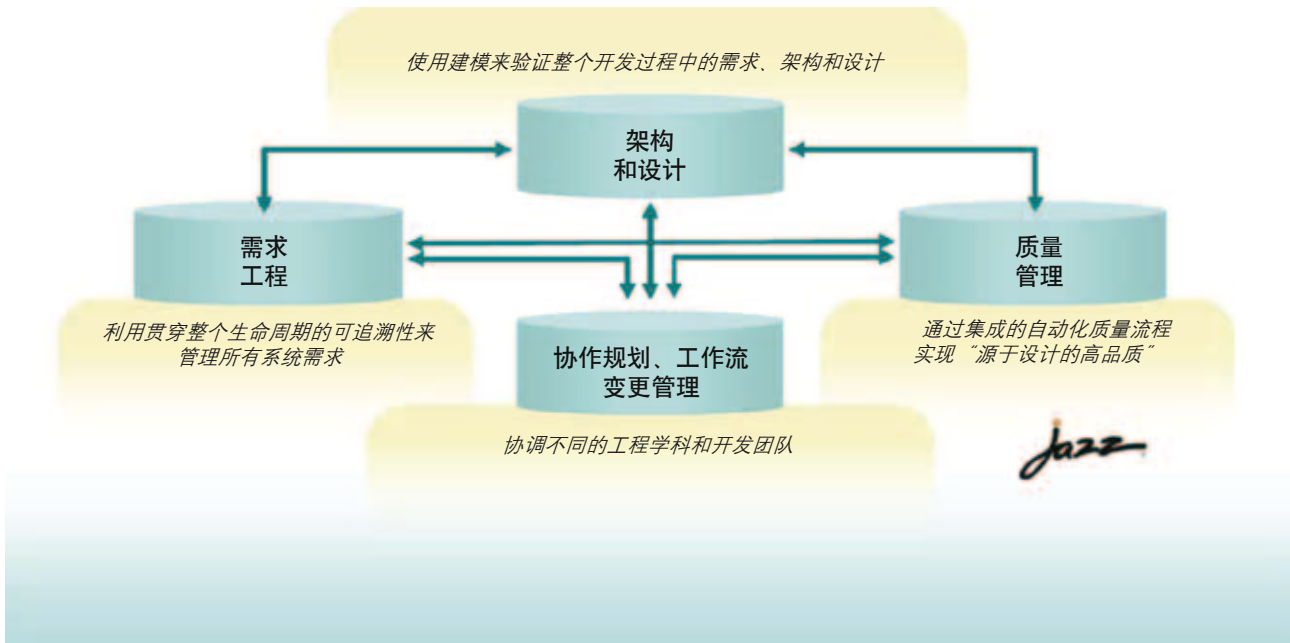 使用建模来验证整个开发过程中的需求、架构和设计
架构
和设计
需求
工程
质量
管理
利用贯穿整个生命周期的可追溯性来
管理所有系统需求
协作规划、工作流
变更管理
通过集成的自动化质量流程
实现“源于设计的高品质”
协调不同的工程学科和开发团队
jazz